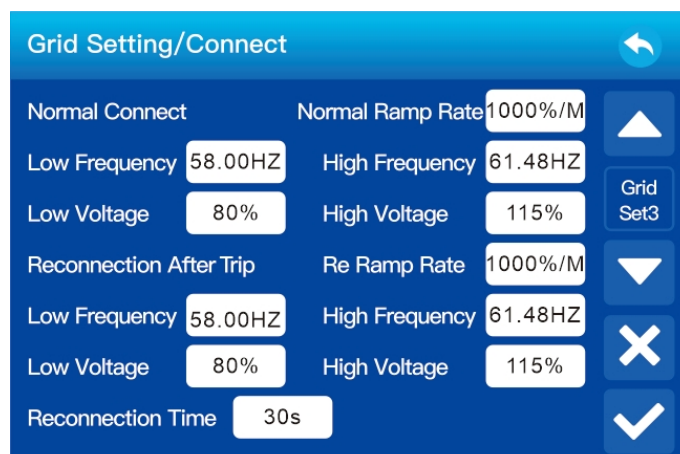 Grid Setting/Connect
Normal Connect Normal Ramp Rate 1000%/M
Low Frequency 58.00HZ High Frequency 61.48HZ
Grid
Set3
Low Voltage 80% High Voltage 115%
Reconnection After Trip Re Ramp Rate 1000%/M
Low Frequency 58.00HZ High Frequency 61.48HZ
Low Voltage 80% High Voltage 115%
Reconnection Time 30s